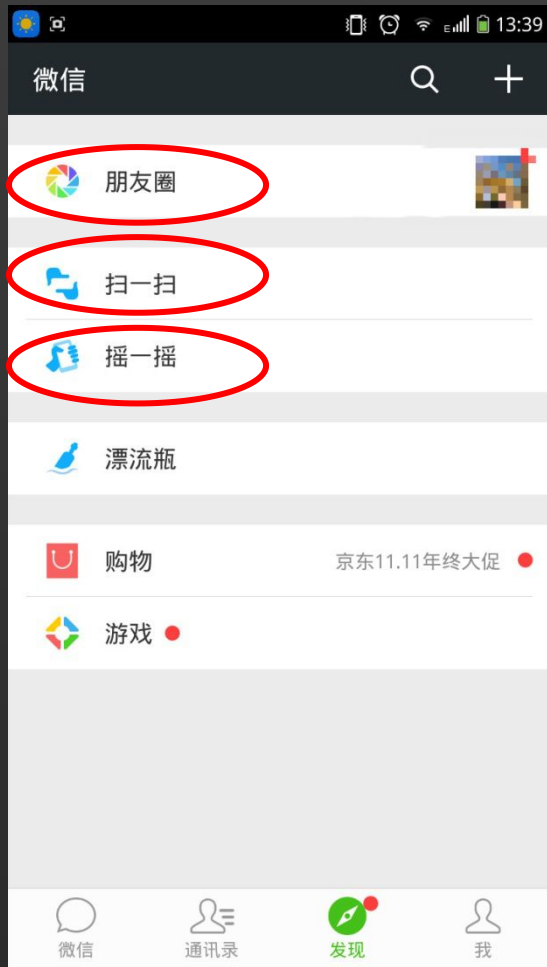 E 13:39
微信
朋友圈
扫一扫
摇一摇
漂流瓶
购物 京东11.11年终大促
游戏
微信 通讯录 发现 我